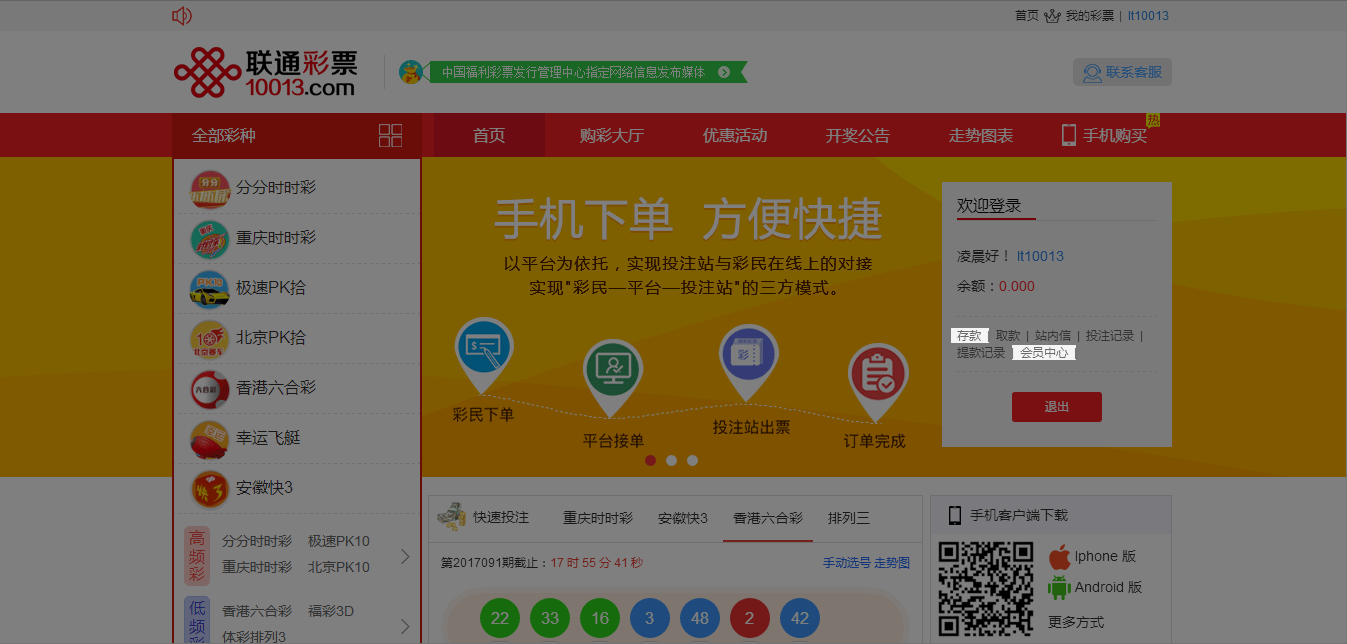 首页 我的彩票 | lt10013
联通彩票
10013.com
中国福利彩票发行管理中心指定网络信息发布媒体
联系客服
全部彩种
首页 购彩大厅 优惠活动 开奖公告 走势图表 手机购买 热
分分时时彩
重庆时时彩
极速PK拾
北京PK拾
香港六合彩
幸运飞艇
安徽快3
高频彩
分分时时彩 极速PK10
重庆时时彩 北京PK10
低频彩
香港六合彩 福彩3D
体彩排列3
手机下单 方便快捷
以平台为依托，实现投注站与彩民在线上的对接
实现"彩民—平台—投注站"的三方模式。
彩民下单
平台接单
投注站出票
订单完成
欢迎登录
凌晨好！ lt10013
余额：0.000
存款 | 取款 | 站内信 | 投注记录 |
提款记录 | 会员中心
退出
快速投注 重庆时时彩 安徽快3 香港六合彩 排列三
第2017091期截止：17 时 55 分 41 秒
手动选号 走势图
22 33 16 3 48 2 42
手机客户端下载
Iphone 版
Android 版
更多方式